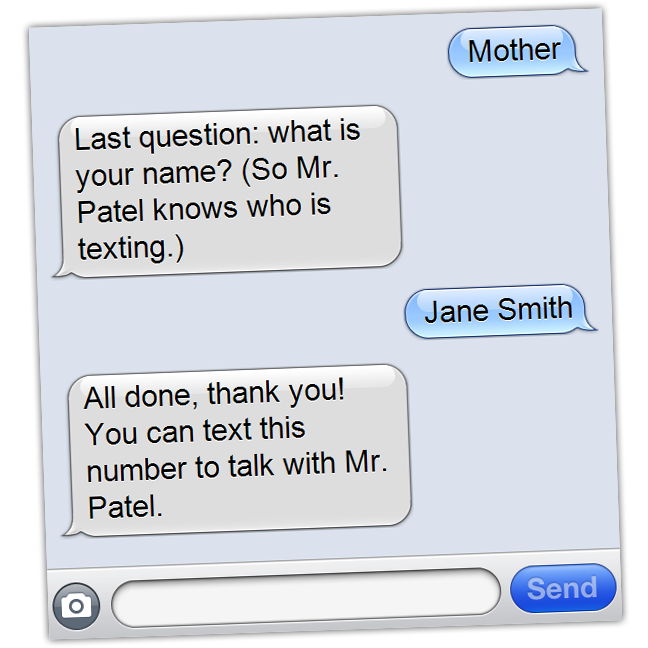 Mother
Last question: what is
your name? (So Mr.
Patel knows who is
texting.)
Jane Smith
All done, thank you!
You can text this
number to talk with Mr.
Patel.
Send